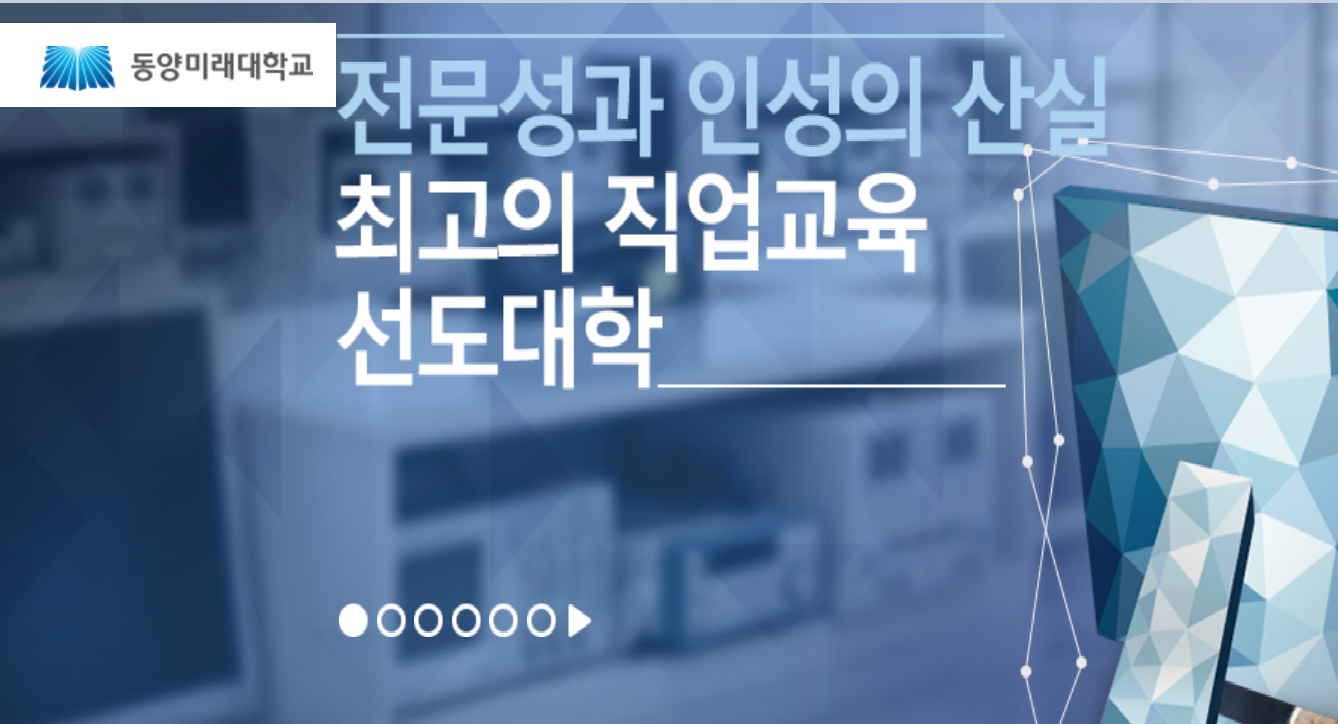 동양미래대학교
전문성과 인성의 산실
최고의 직업교육
선도대학